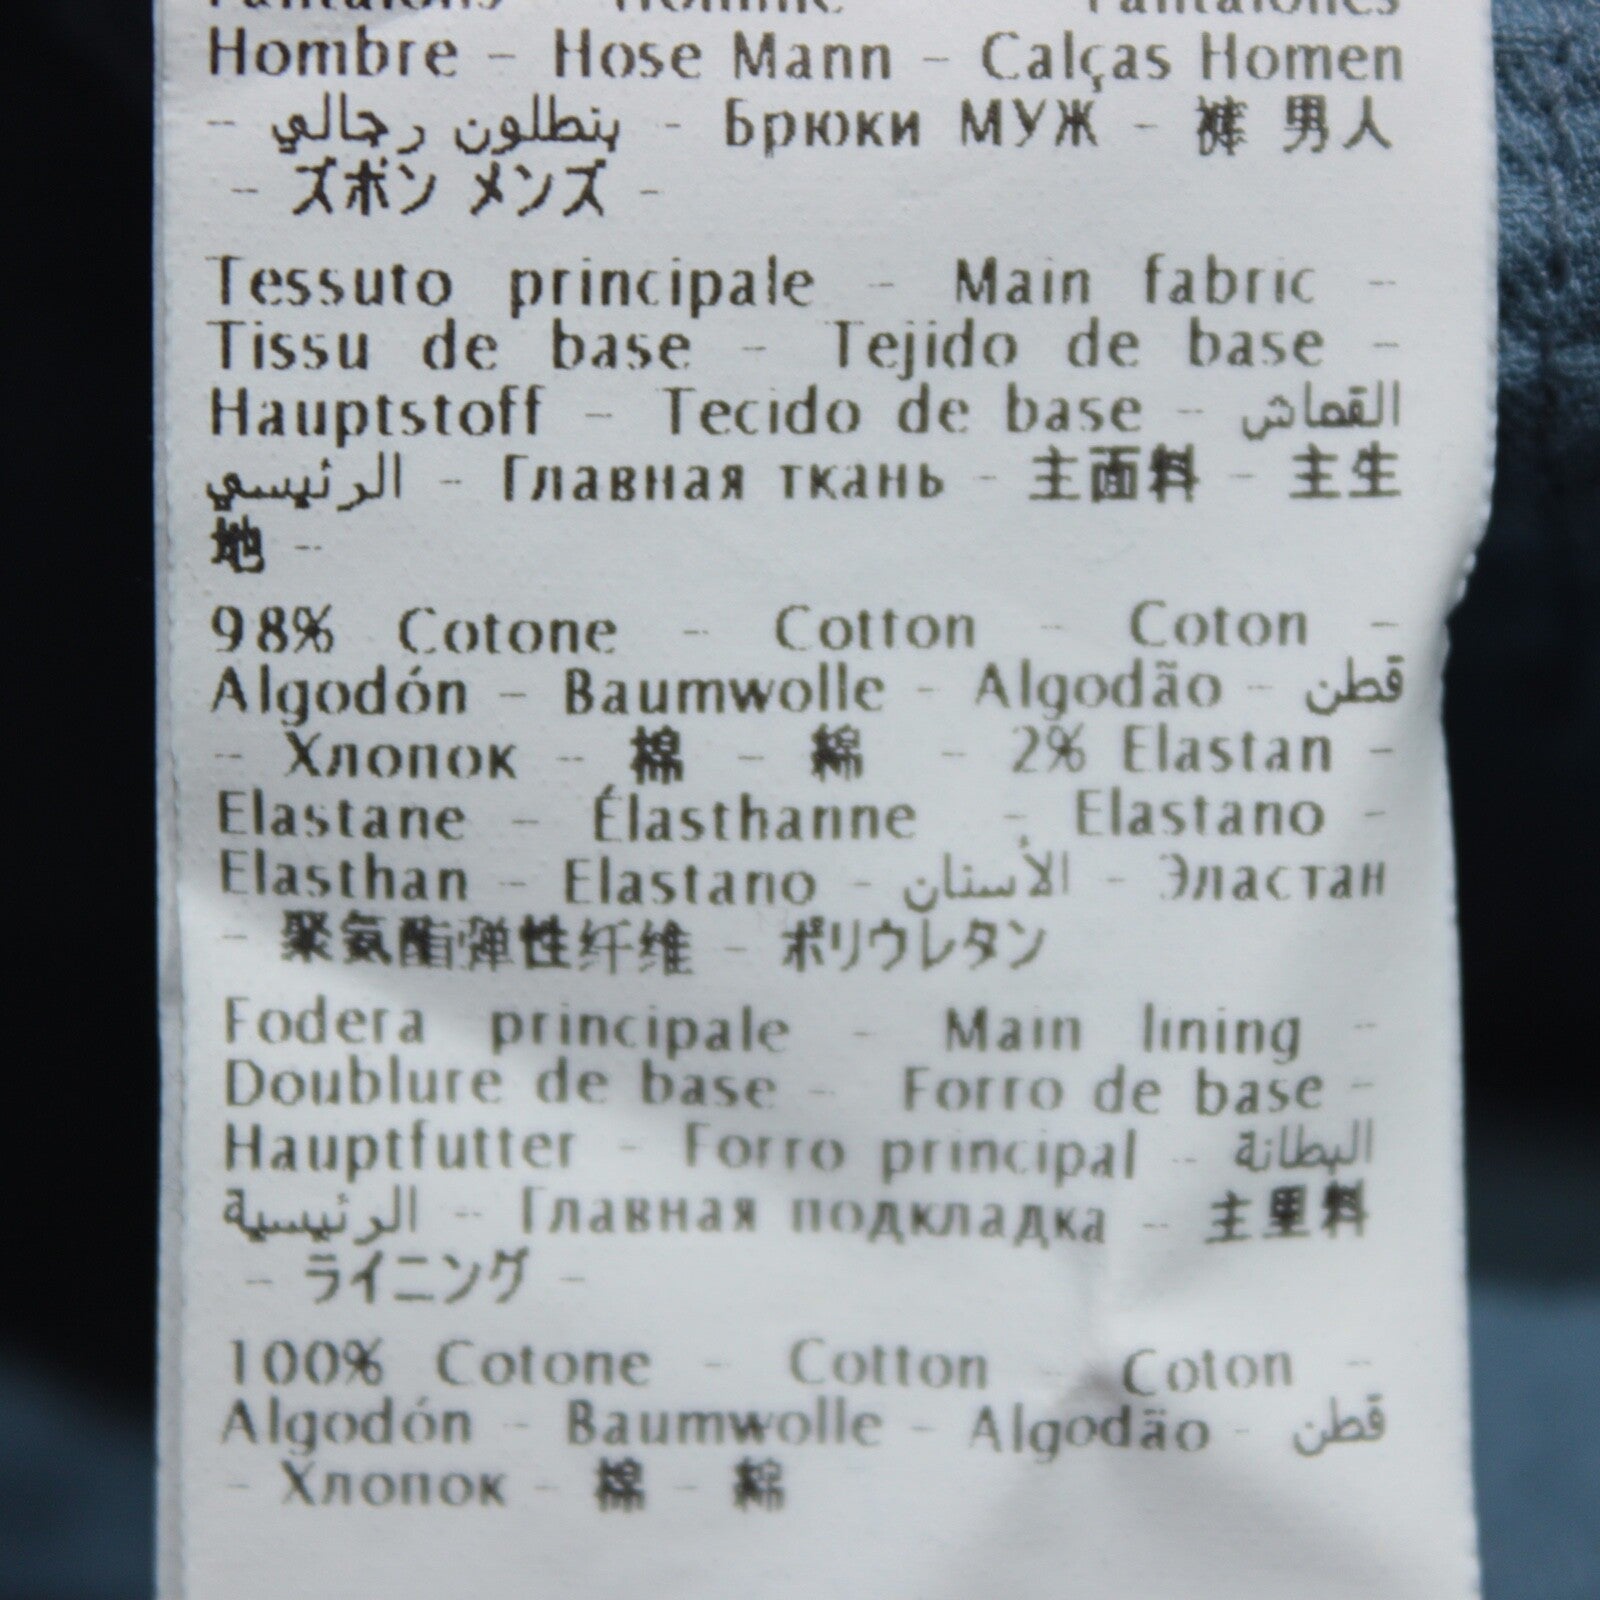 Pantalons Homme - Pantalones
Hombre - Hose Mann - Calças Homen
- بنطلون رجالي - Брюки МУЖ - 裤 男人
- ズボン メンズ -
Tessuto principale - Main fabric -
Tissu de base - Tejido de base -
Hauptstoff - Tecido de base - القماش
الرئيسي - Главная ткань - 主面料 - 主生
地 -
98% Cotone - Cotton - Coton -
Algodón - Baumwolle - Algodão - قطن
- Хлопок - 棉 - 綿 - 2% Elastan -
Elastane - Élasthanne - Elastano -
Elasthan - Elastano - الأستان - Эластан
- 聚氨酯弹性纤维 - ポリウレタン
Fodera principale - Main lining -
Doublure de base - Forro de base -
Hauptfutter - Forro principal - البطانة
الرئيسية - Главная подкладка - 主里料
- ライニング -
100% Cotone - Cotton - Coton -
Algodón - Baumwolle - Algodão - قطن
- Хлопок - 棉 - 綿